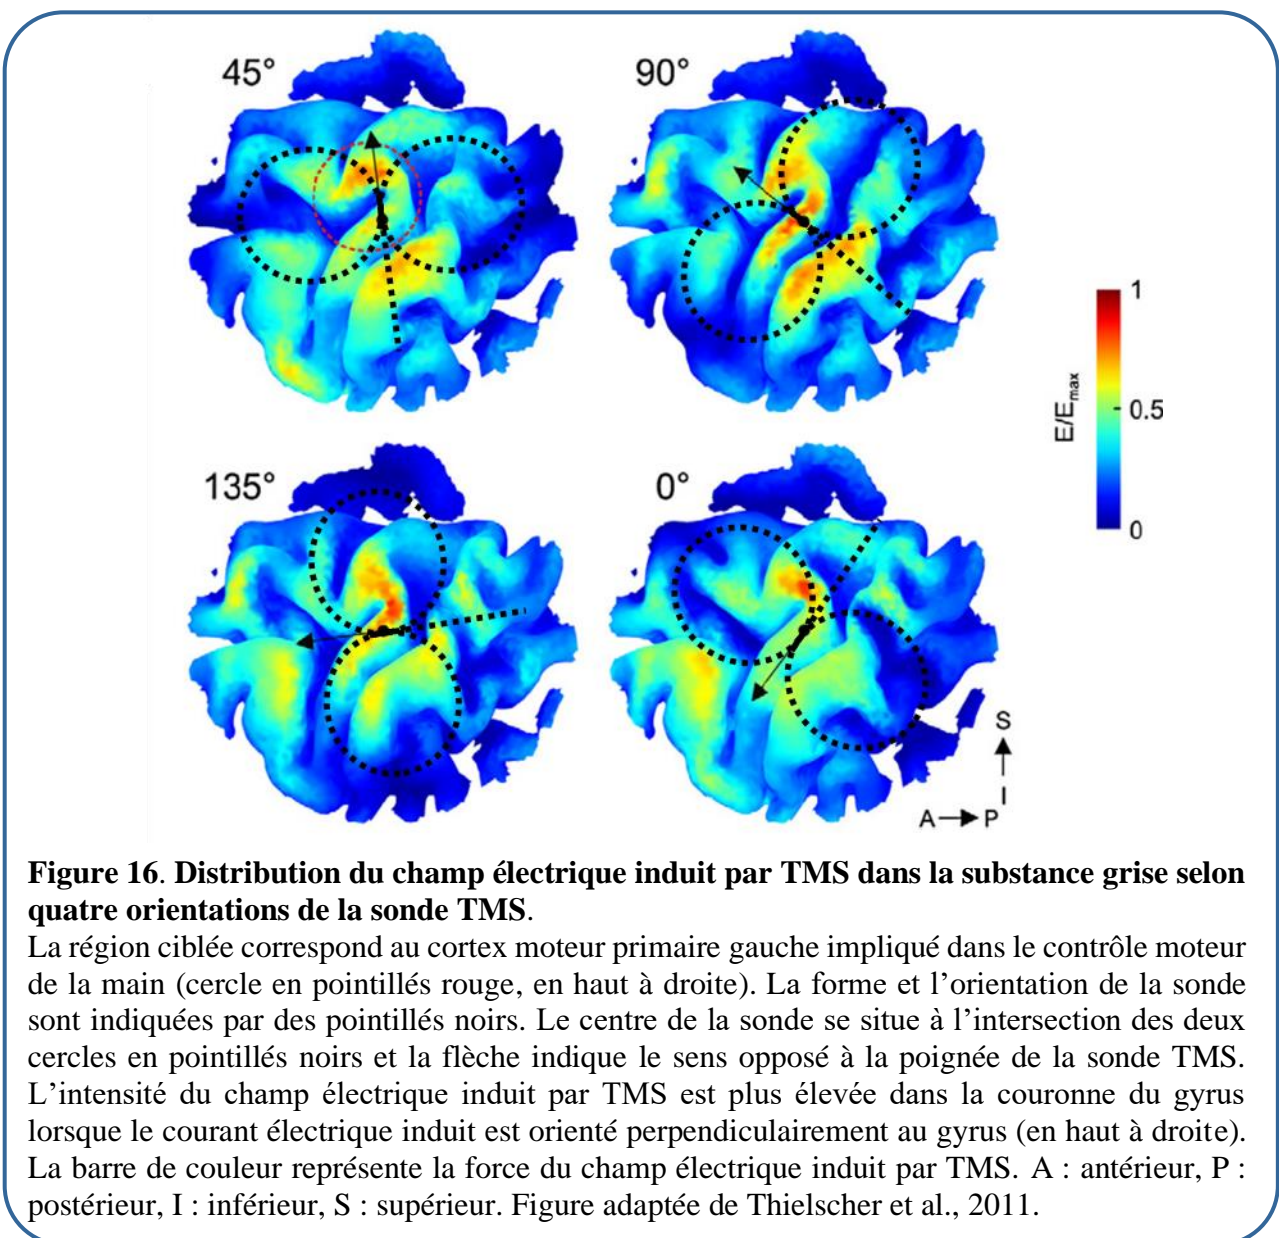 45°
90°
1
0.5
0
E/Emax
135°
0°
S
I
A
P
Figure 16. Distribution du champ électrique induit par TMS dans la substance grise selon
quatre orientations de la sonde TMS.
La région ciblée correspond au cortex moteur primaire gauche impliqué dans le contrôle moteur
de la main (cercle en pointillés rouge, en haut à droite). La forme et l’orientation de la sonde
sont indiquées par des pointillés noirs. Le centre de la sonde se situe à l’intersection des deux
cercles en pointillés noirs et la flèche indique le sens opposé à la poignée de la sonde TMS.
L’intensité du champ électrique induit par TMS est plus élevée dans la couronne du gyrus
lorsque le courant électrique induit est orienté perpendiculairement au gyrus (en haut à droite).
La barre de couleur représente la force du champ électrique induit par TMS. A : antérieur, P :
postérieur, I : inférieur, S : supérieur. Figure adaptée de Thielscher et al., 2011.